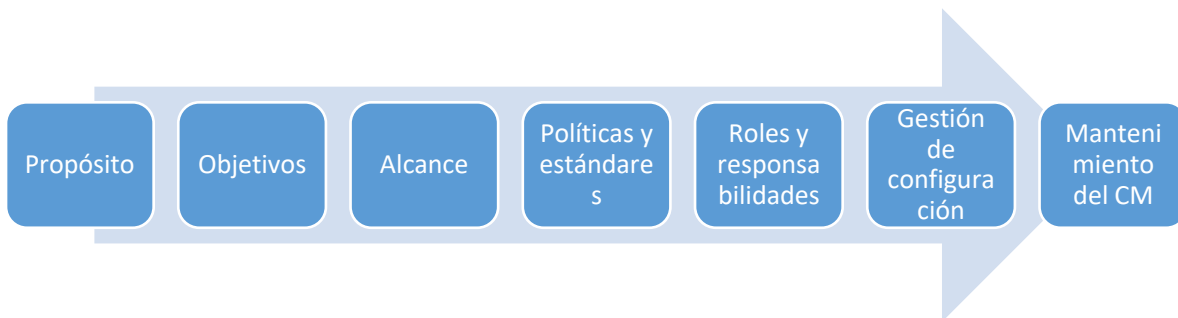 Propósito
Objetivos
Alcance
Políticas y
estándare
s
Roles y
responsa
bilidades
Gestión
de
configura
ción
Manteni
miento
del CM